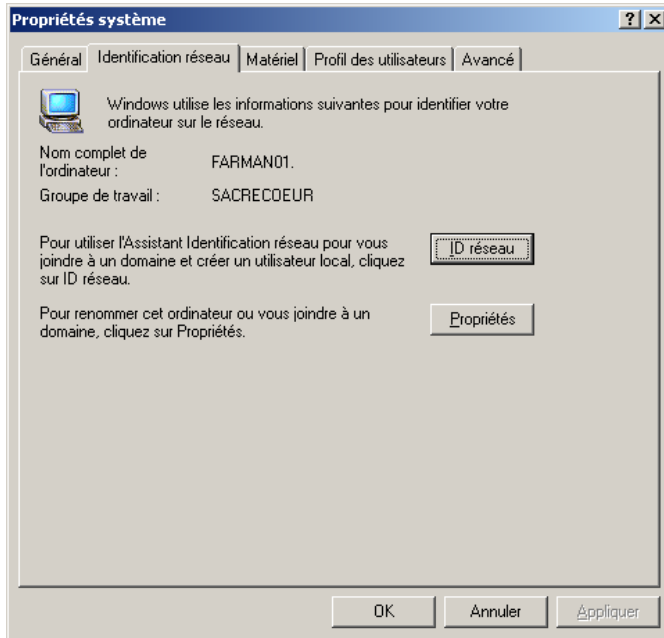 Propriétés système
Général Identification réseau Matériel Profil des utilisateurs Avancé
Windows utilise les informations suivantes pour identifier votre
ordinateur sur le réseau.
Nom complet de
l'ordinateur :
FARMAN01.
Groupe de travail : SACRECOEUR
Pour utiliser l'Assistant Identification réseau pour vous
joindre à un domaine et créer un utilisateur local, cliquez
sur ID réseau.
ID réseau
Pour renommer cet ordinateur ou vous joindre à un
domaine, cliquez sur Propriétés.
Propriétés
OK Annuler Appliquer